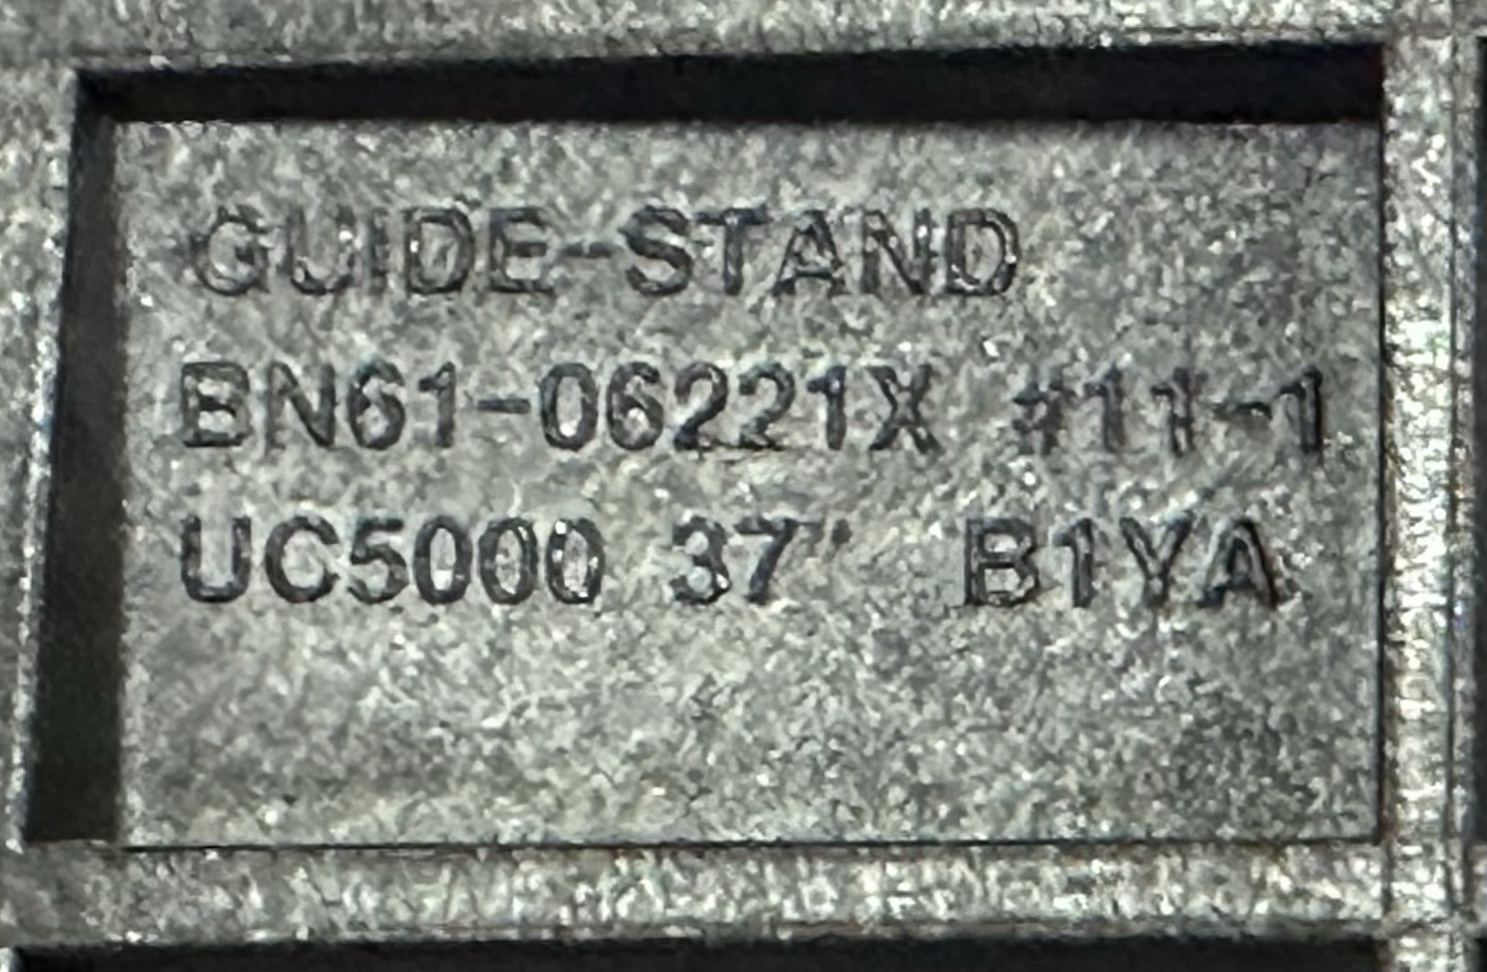 GUIDE-STAND
BN61-06221X #11-1
UC5000 37" B1YA